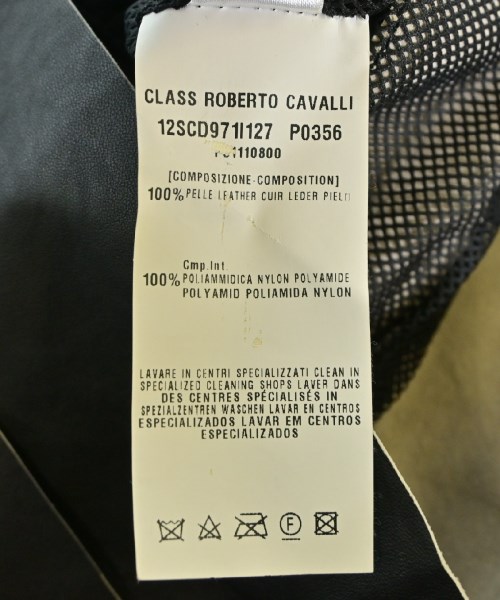 CLASS ROBERTO CAVALLI
12SCD971I127 P0356
[COMPOSIZIONE-COMPOSITION]
100% PELLE LEATHER CUIR LEDER
Cmp.Int
100% POLIAMMIDICA NYLON POLYAMIDE
POLYAMID POLIAMIDA NYLON
LAVARE IN CENTRI SPECIALIZZATI CLEAN IN
SPECIALIZED CLEANING SHOPS LAVER DANS
DES CENTRES SPÉCIALISÉS IN
SPEZIALZENTREN WASCHEN LAVAR EN CENTROS
ESPECIALIZADOS LAVAR EM CENTROS
ESPECIALIZADOS
F